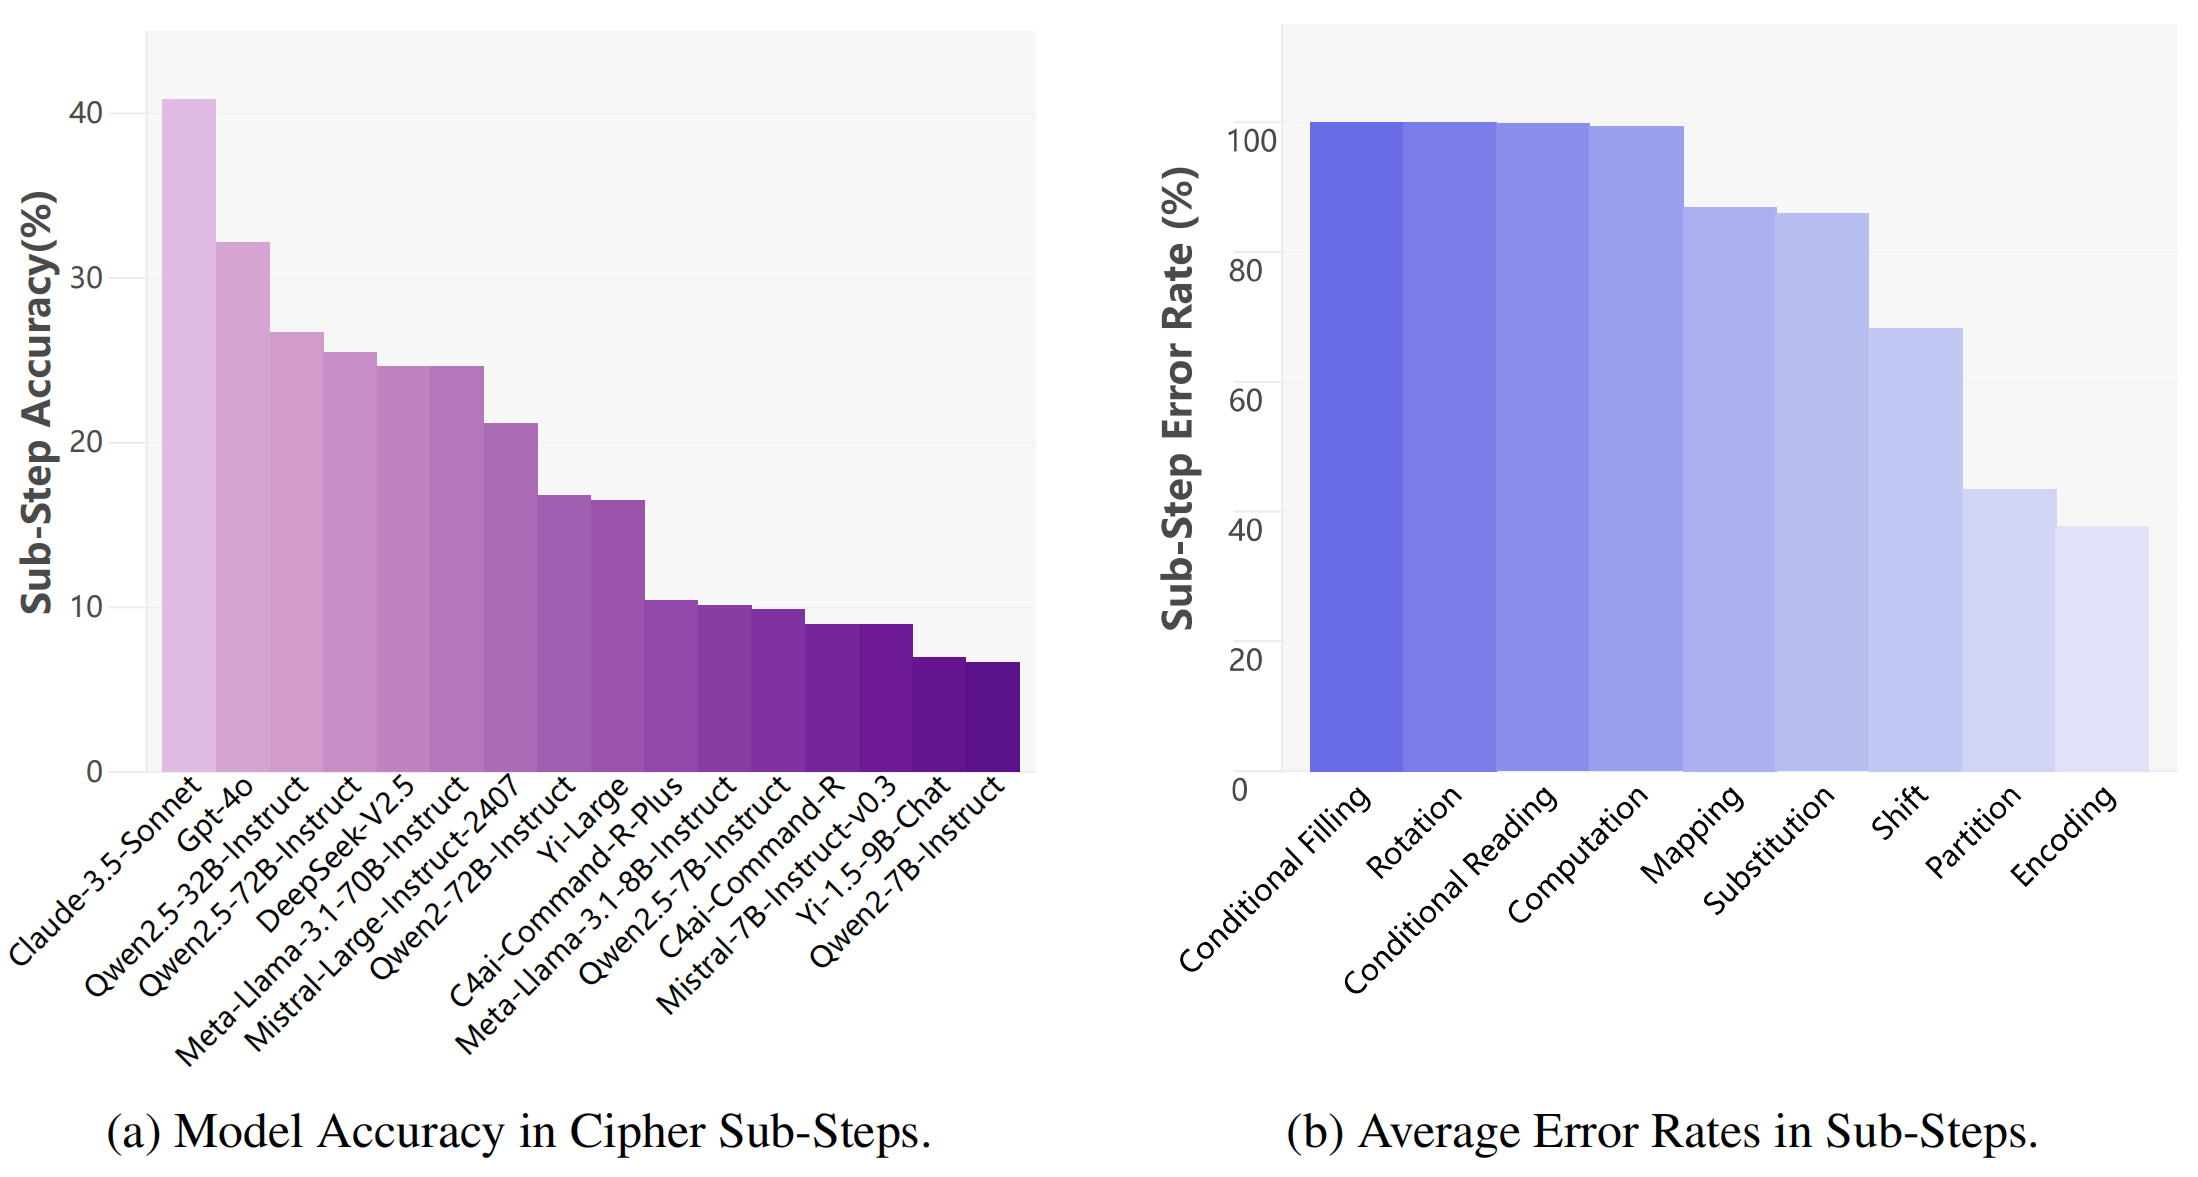 Sub-Step Accuracy(%)
40
30
20
10
0
Claude-3.5-Sonnet
Gpt-4o
Qwen2.5-32B-Instruct
Qwen2.5-72B-Instruct
DeepSeek-V2.5
Meta-Llama-3.1-70B-Instruct
Mistral-Large-Instruct-2407
Qwen2-72B-Instruct
Yi-Large
C4ai-Command-R-Plus
Meta-Llama-3.1-8B-Instruct
Qwen2.5-7B-Instruct
C4ai-Command-R
Mistral-7B-Instruct-v0.3
Yi-1.5-9B-Chat
Qwen2-7B-Instruct
(a) Model Accuracy in Cipher Sub-Steps.
Sub-Step Error Rate (%)
100
80
60
40
20
0
Conditional Filling
Rotation
Conditional Reading
Computation
Mapping
Substitution
Shift
Partition
Encoding
(b) Average Error Rates in Sub-Steps.